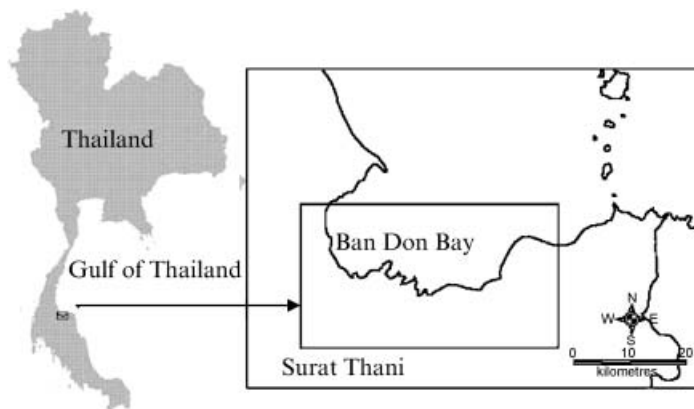 Thailand
Gulf of Thailand
Ban Don Bay
Surat Thani
N
W E
S
0 10 20
kilometres